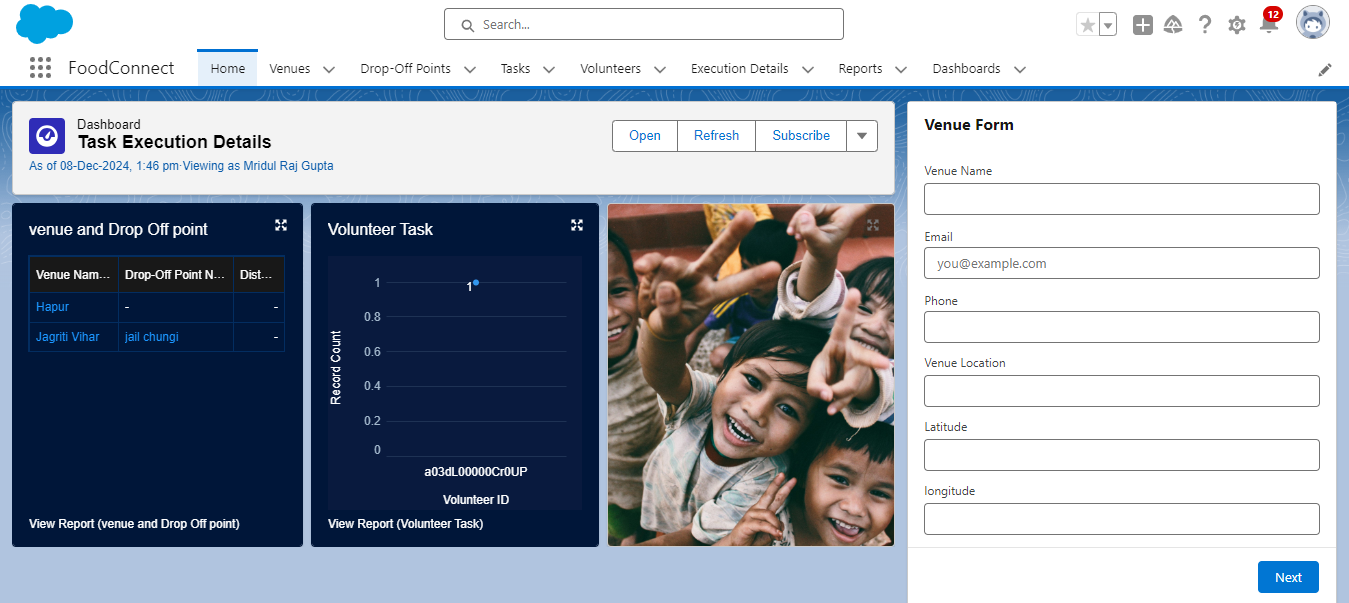 Search...
12
FoodConnect
Home
Venues
Drop-Off Points
Tasks
Volunteers
Execution Details
Reports
Dashboards
Dashboard
Task Execution Details
As of 08-Dec-2024, 1:46 pm·Viewing as Mridul Raj Gupta
Open
Refresh
Subscribe
venue and Drop Off point
Venue Nam... Drop-Off Point N... Dist...
Hapur - -
Jagriti Vihar jail chungi -
View Report (venue and Drop Off point)
Volunteer Task
Record Count
1
0.8
0.6
0.4
0.2
0
1
a03dL00000Cr0UP
Volunteer ID
View Report (Volunteer Task)
Venue Form
Venue Name
Email
you@example.com
Phone
Venue Location
Latitude
longitude
Next